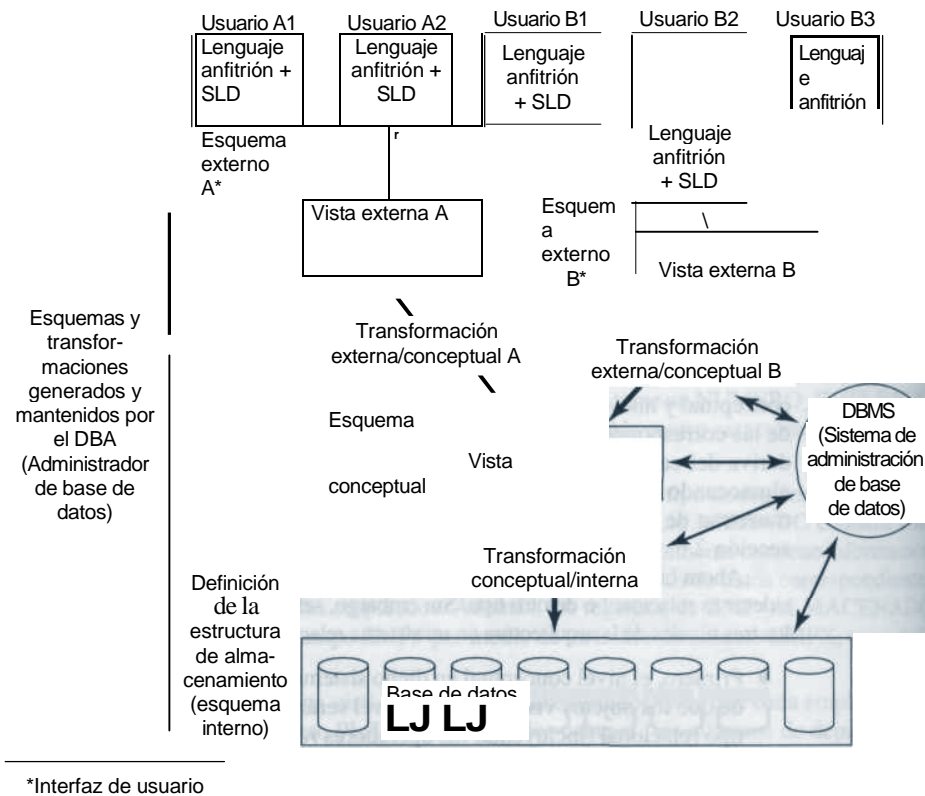 Usuario A1
Usuario A2
Usuario B1
Usuario B2
Usuario B3
Lenguaje
anfitrión +
SLD
Lenguaje
anfitrión +
SLD
Lenguaje
anfitrión
+ SLD
Lenguaje
anfitrión
+ SLD
Lenguaj
e
anfitrión
Esquema
externo
A*
r
Vista externa A
Esquem
a
externo
B*
\
Vista externa B
Esquemas y
transfor-
maciones
generados y
mantenidos por
el DBA
(Administrador
de base de
datos)
Transformación
externa/conceptual A
Transformación
externa/conceptual B
Esquema
conceptual
Vista
DBMS
(Sistema de
administración
de base
de datos)
Transformación
conceptual/interna
Definición
de la
estructura
de alma-
cenamiento
(esquema
interno)
Base de datos
LJ LJ
*Interfaz de usuario